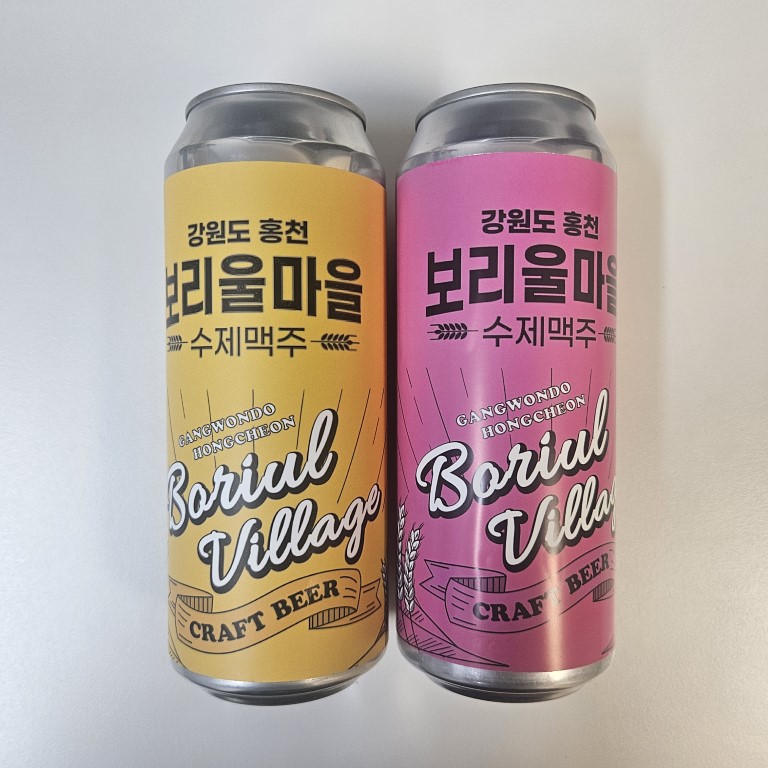 강원도 홍천
보리울마을
수제맥주
GANGWONDO
HONGCHEON
Boriul
Village
CRAFT BEER
강원도 홍천
보리울마을
수제맥주
GANGWONDO
HONGCHEON
Boriul
Villag
CRAFT BEER